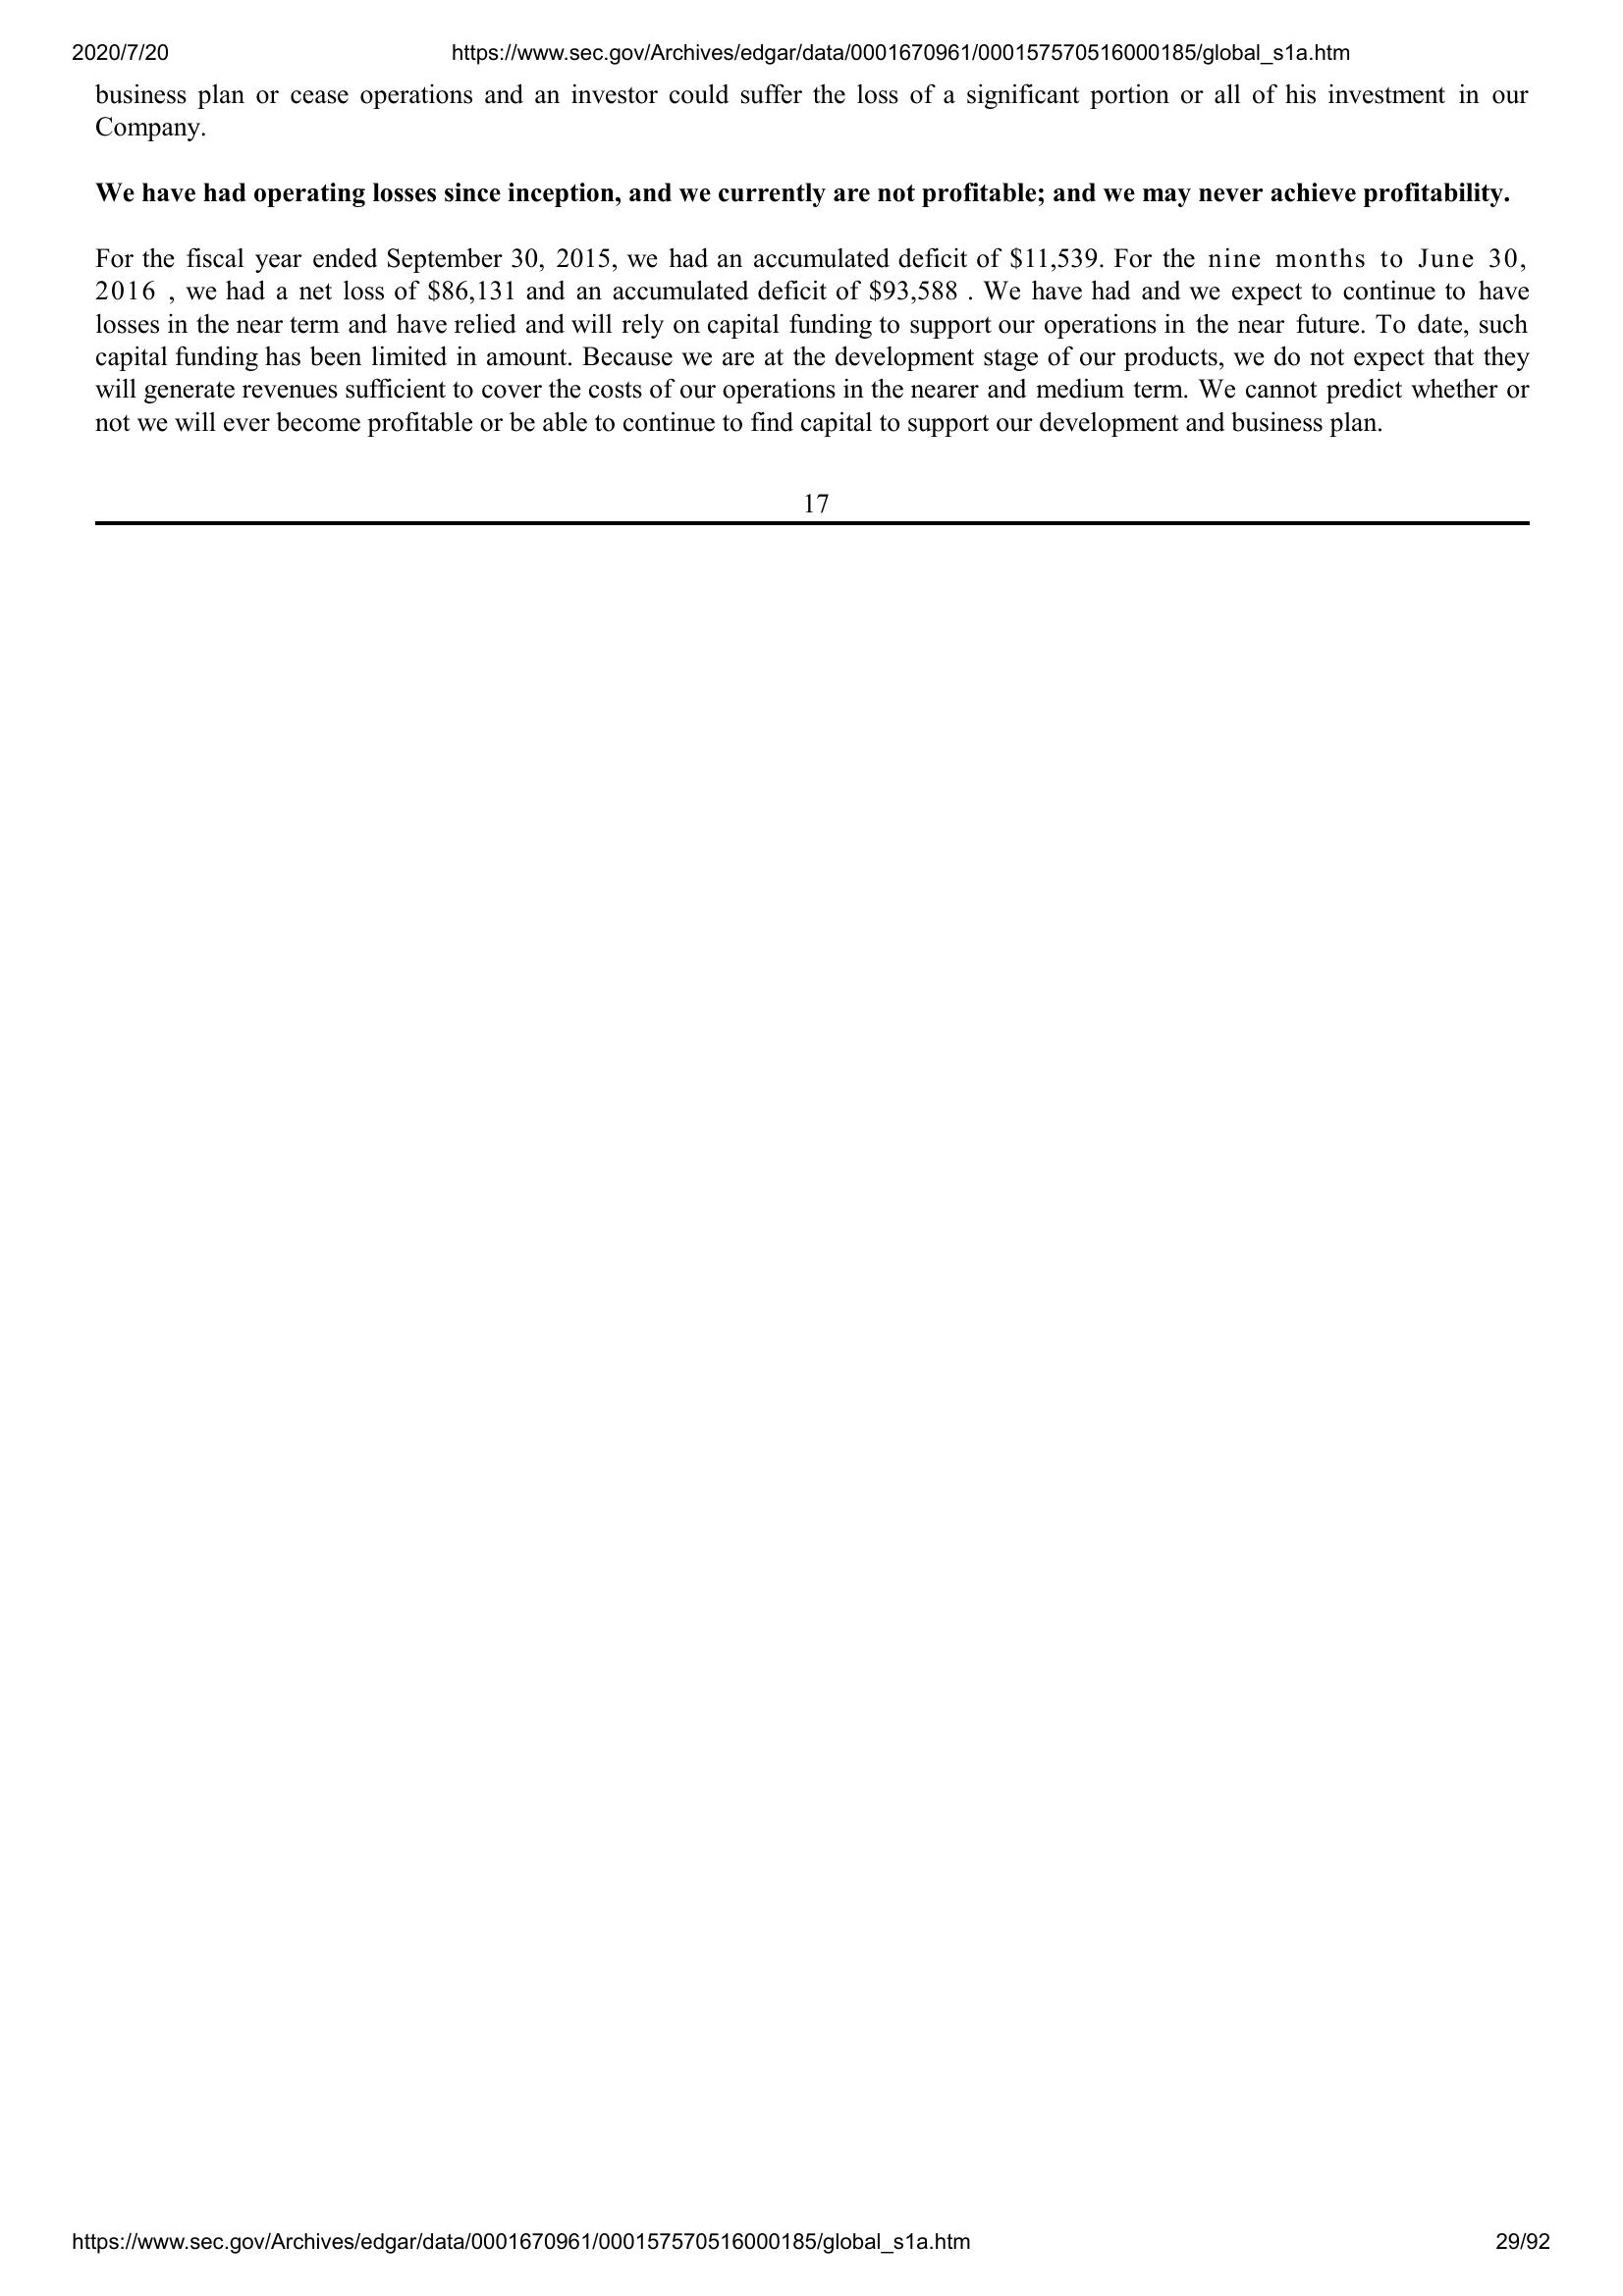 2020/7/20 https://www.sec.gov/Archives/edgar/data/0001670961/000157570516000185/global_s1a.htm
business plan or cease operations and an investor could suffer the loss of a significant portion or all of his investment in our
Company.
We have had operating losses since inception, and we currently are not profitable; and we may never achieve profitability.
For the fiscal year ended September 30, 2015, we had an accumulated deficit of $11,539. For the nine months to June 30,
2016 , we had a net loss of $86,131 and an accumulated deficit of $93,588 . We have had and we expect to continue to have
losses in the near term and have relied and will rely on capital funding to support our operations in the near future. To date, such
capital funding has been limited in amount. Because we are at the development stage of our products, we do not expect that they
will generate revenues sufficient to cover the costs of our operations in the nearer and medium term. We cannot predict whether or
not we will ever become profitable or be able to continue to find capital to support our development and business plan.
17
https://www.sec.gov/Archives/edgar/data/0001670961/000157570516000185/global_s1a.htm 29/92